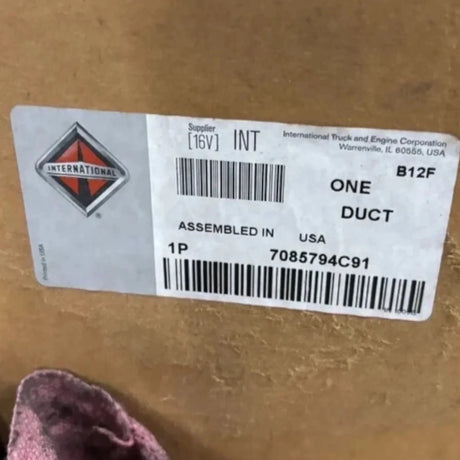 INTERNATIONAL
®
Printed in USA
Supplier
[16V] INT
International Truck and Engine Corporation
Warrenville, IL 60555, USA
B12F
ONE
DUCT
ASSEMBLED IN USA
1P 7085794C91